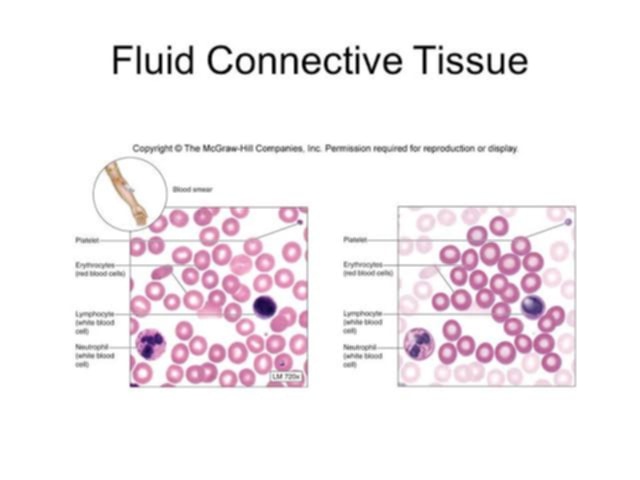 Fluid Connective Tissue
Copyright © The McGraw-Hill Companies, Inc. Permission required for reproduction or display.
Blood smear
Platelet
Erythrocytes
(red blood cells)
Lymphocyte
(white blood
cell)
Neutrophil
(white blood
cell)
LM 720x
Platelet
Erythrocytes
(red blood cells)
Lymphocyte
(white blood
cell)
Neutrophil
(white blood
cell)